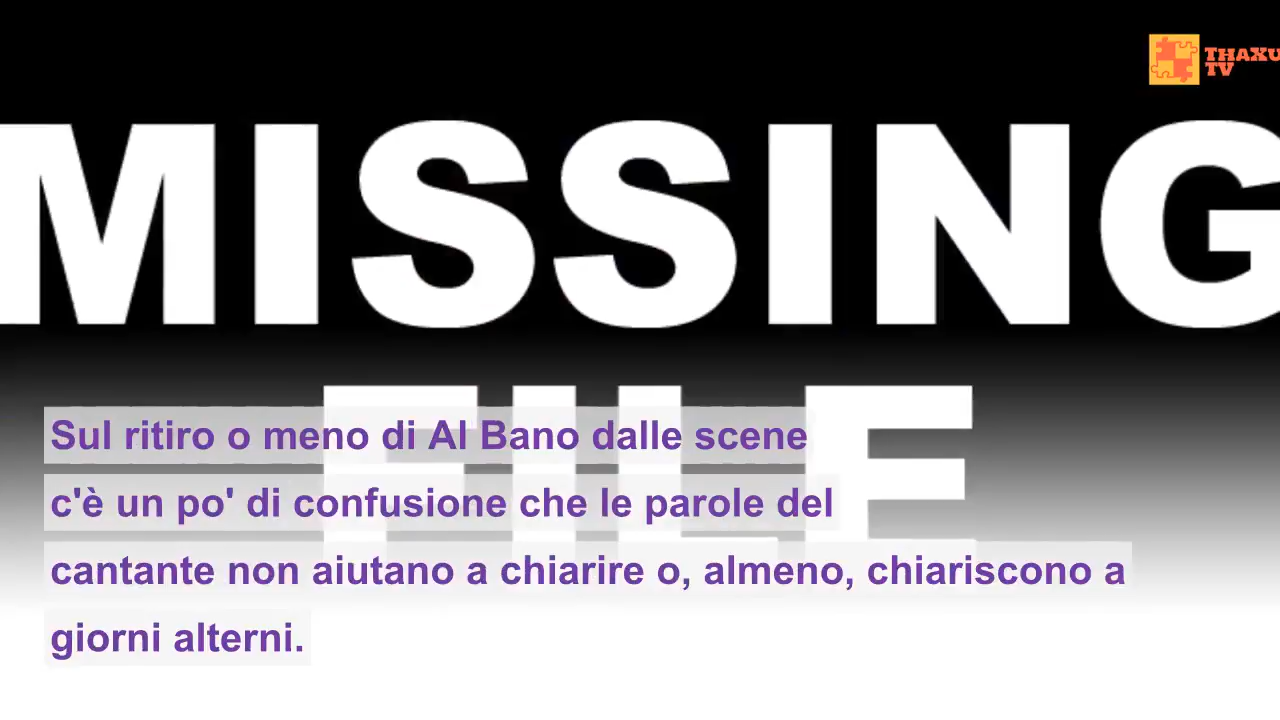 THAXU
TV
MISSING
FILE
Sul ritiro o meno di Al Bano dalle scene
c'è un po' di confusione che le parole del
cantante non aiutano a chiarire o, almeno, chiariscono a
giorni alterni.